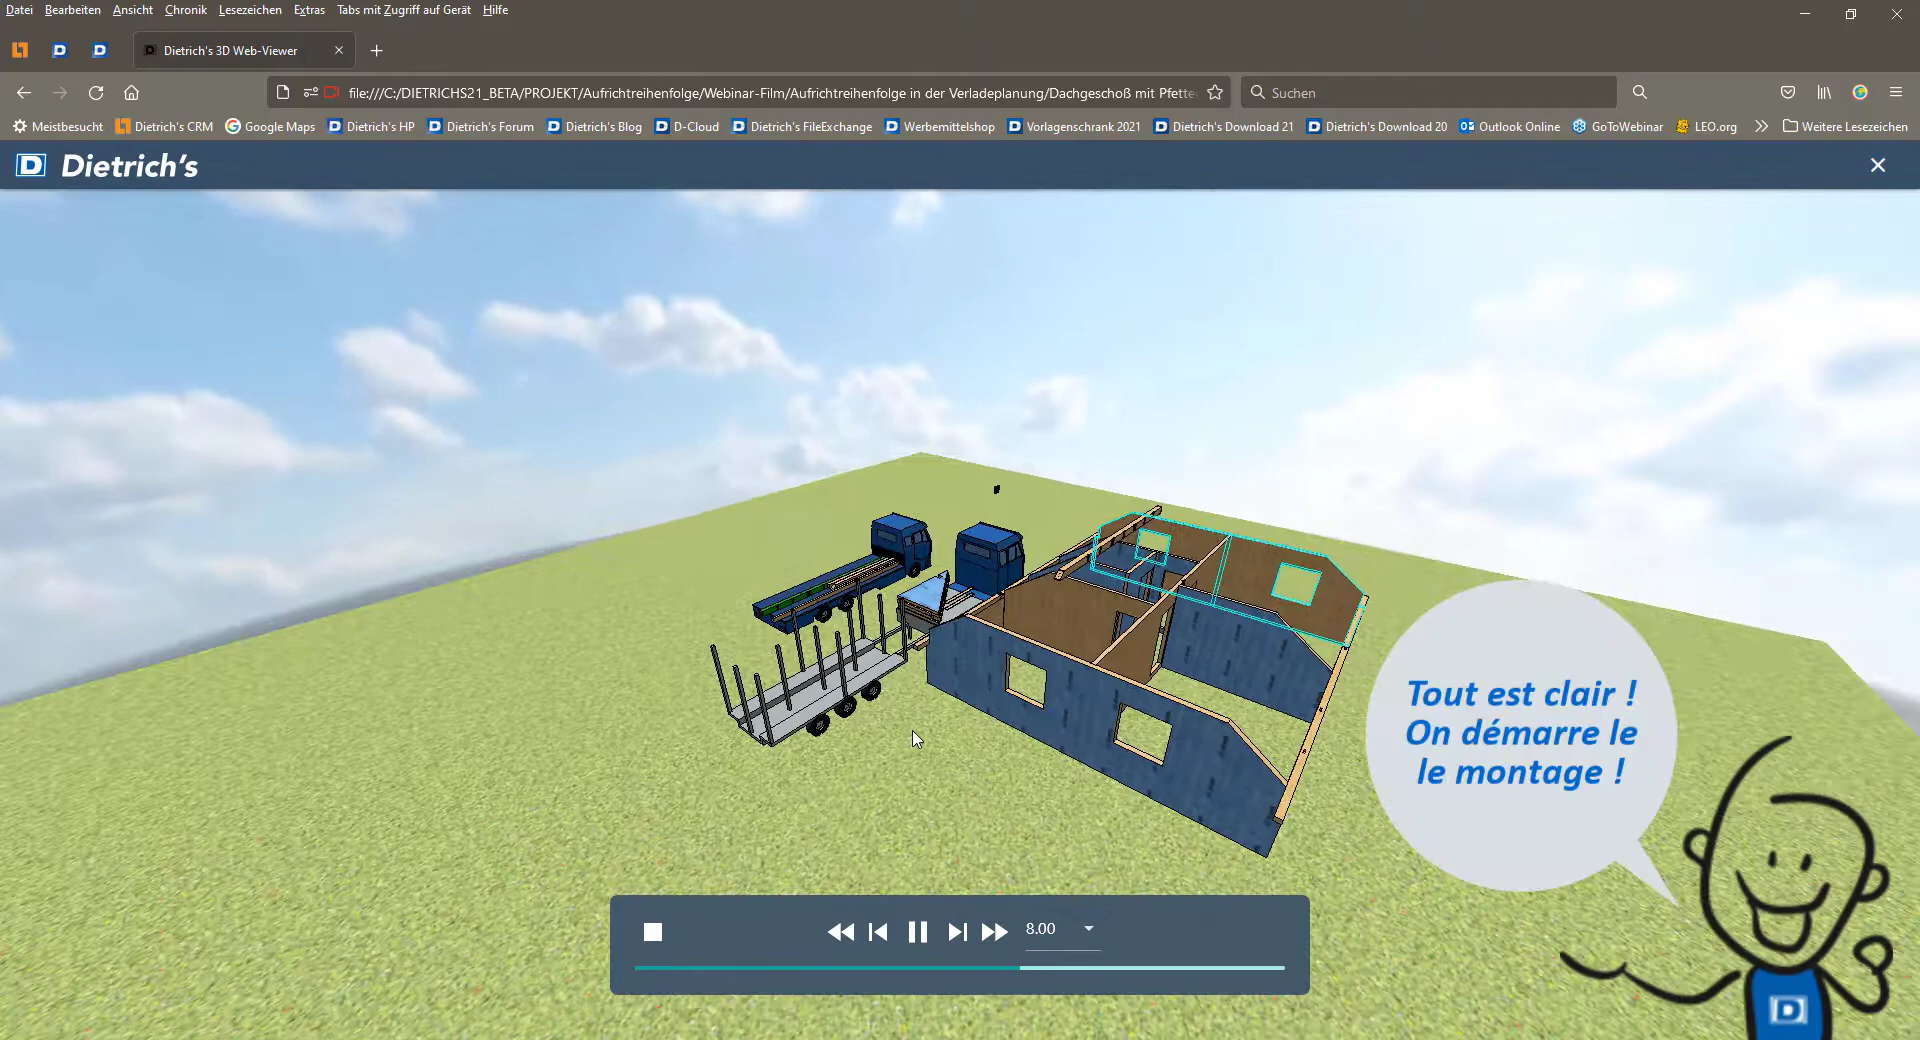 Datei Bearbeiten Ansicht Chronik Lesezeichen Extras Tabs mit Zugriff auf Gerät Hilfe
Dietrich's 3D Web-Viewer
file:///C:/DIETRICHS21_BETA/PROJEKT/Aufrichtreihenfolge/Webinar-Film/Aufrichtreihenfolge in der Verladeplanung/Dachgeschoß mit Pfette
Suchen
Meistbesucht Dietrich's CRM Google Maps Dietrich's HP Dietrich's Forum Dietrich's Blog D-Cloud Dietrich's FileExchange Werbemittelshop Vorlagenschrank 2021 Dietrich's Download 21 Dietrich's Download 20 Outlook Online GoToWebinar LEO.org Weitere Lesezeichen
D Dietrich's
Tout est clair !
On démarre le
le montage !
8.00
D